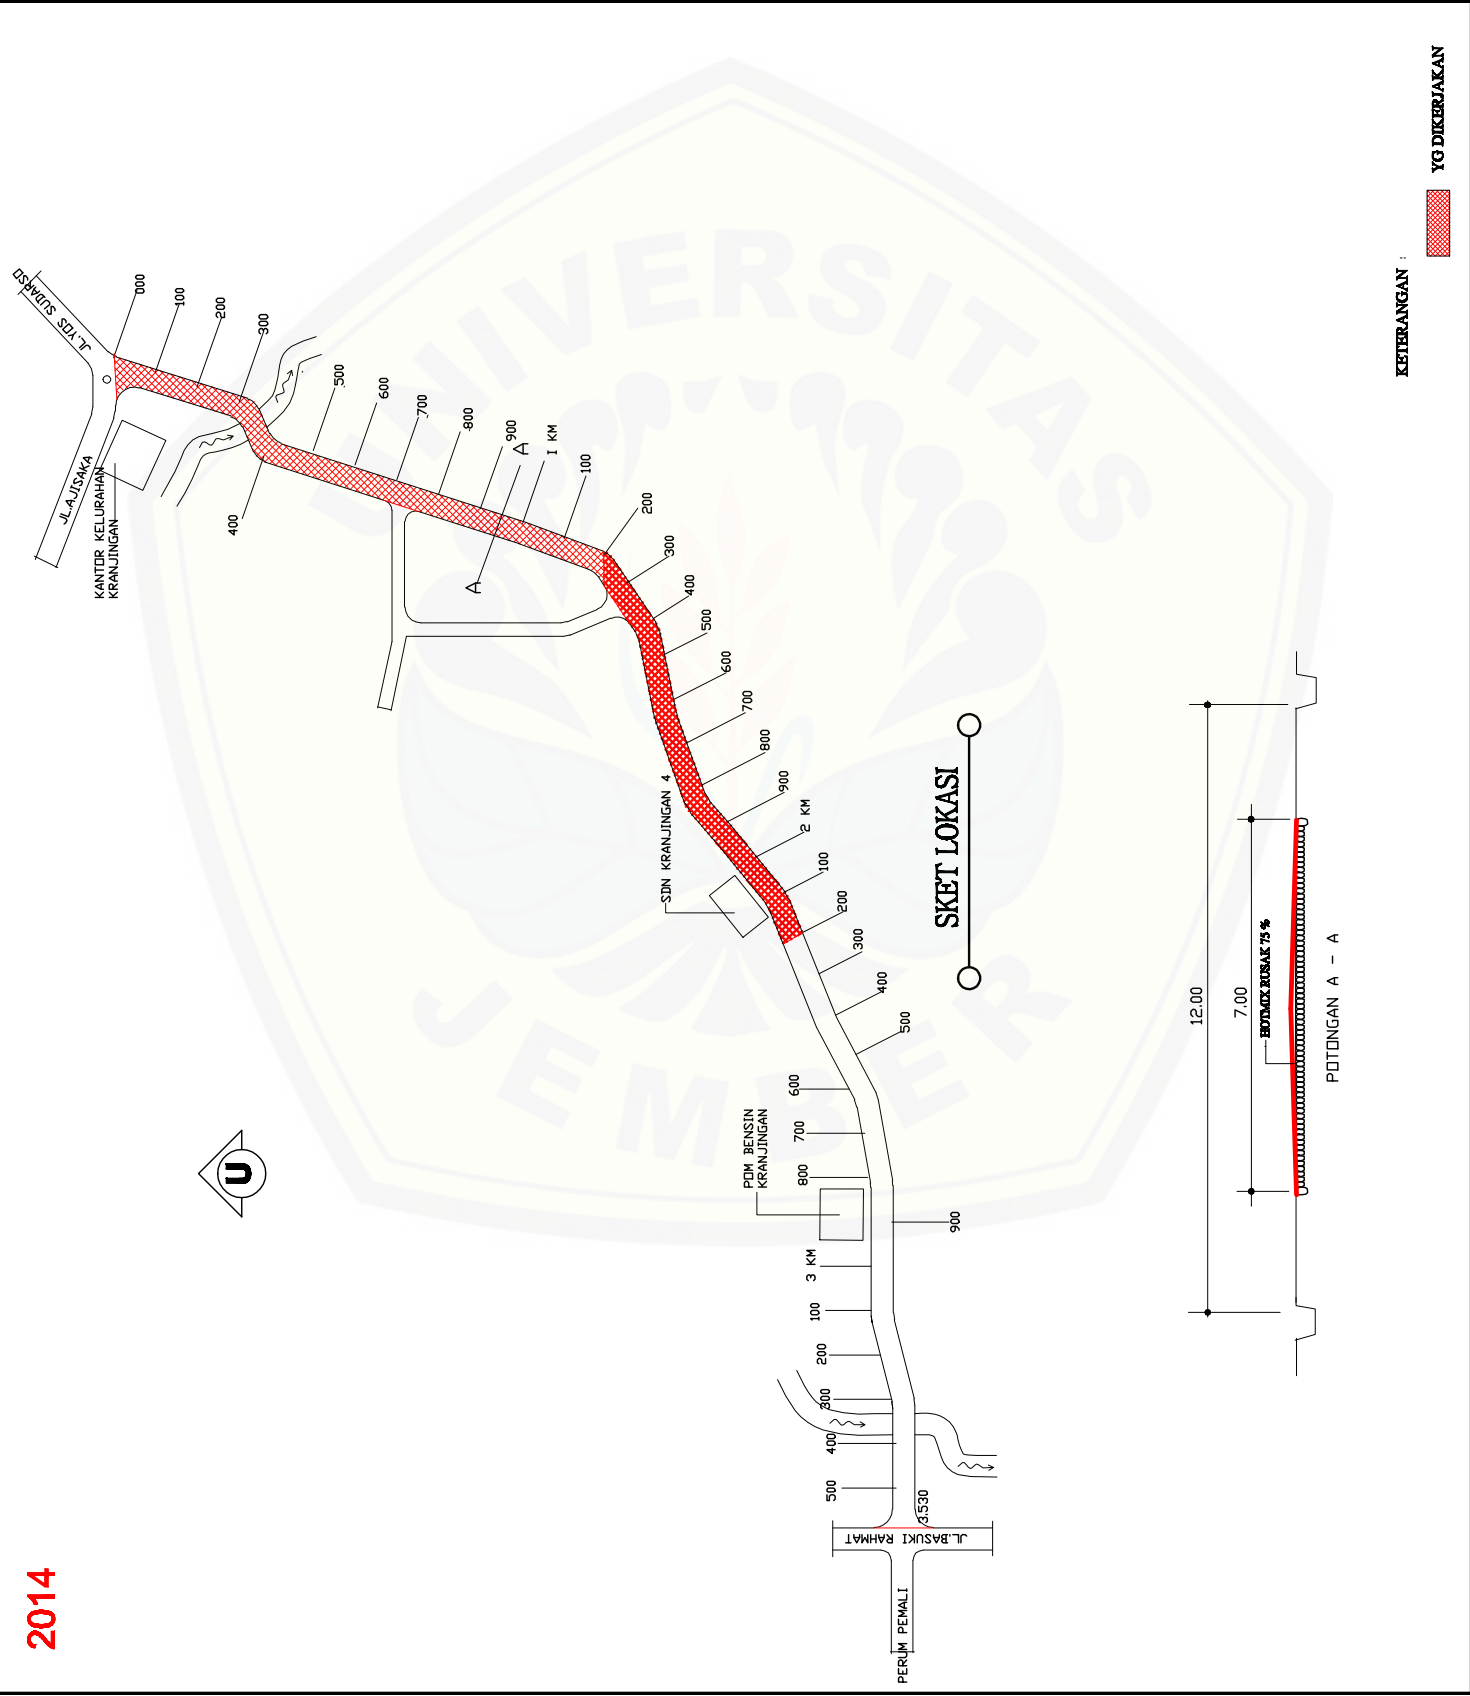 2014
JL.YOS SUDARSO
JL.AJISAKA
KANTOR KELURAHAN
KRANJINGAN
000
100
200
300
400
500
600
700
800
900
A
A
1 KM
100
200
300
400
500
600
700
800
900
2 KM
100
200
300
400
500
600
700
800
900
3 KM
100
200
300
400
500
3.530
SDN KRANJINGAN 4
POM BENSIN
KRANJINGAN
JL.BASUKI RAHMAT
PERUM PEMALI
U
SKET LOKASI
12.00
7.00
HOTMIX RUSAK 75 %
POTONGAN A - A
KETERANGAN :
YG DIKERJAKAN
UNIVERSITAS
JEMBER